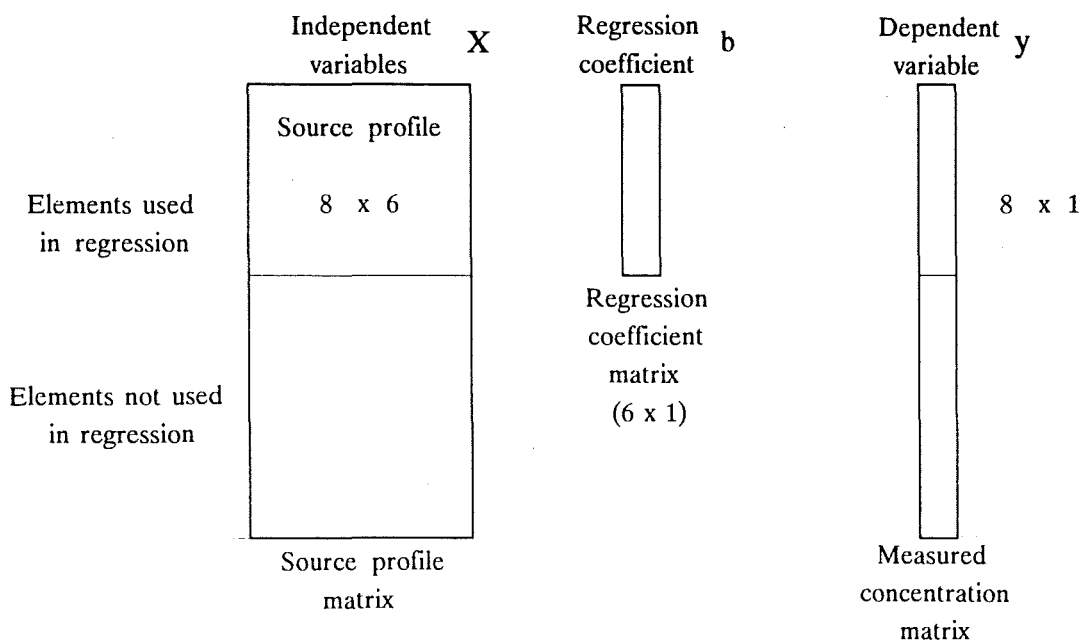 Independent
variables
X
Regression
coefficient
b
Dependent
variable
y
Source profile
8 x 6
Elements used
in regression
8 x 1
Regression
coefficient
matrix
(6 x 1)
Elements not used
in regression
Source profile
matrix
Measured
concentration
matrix